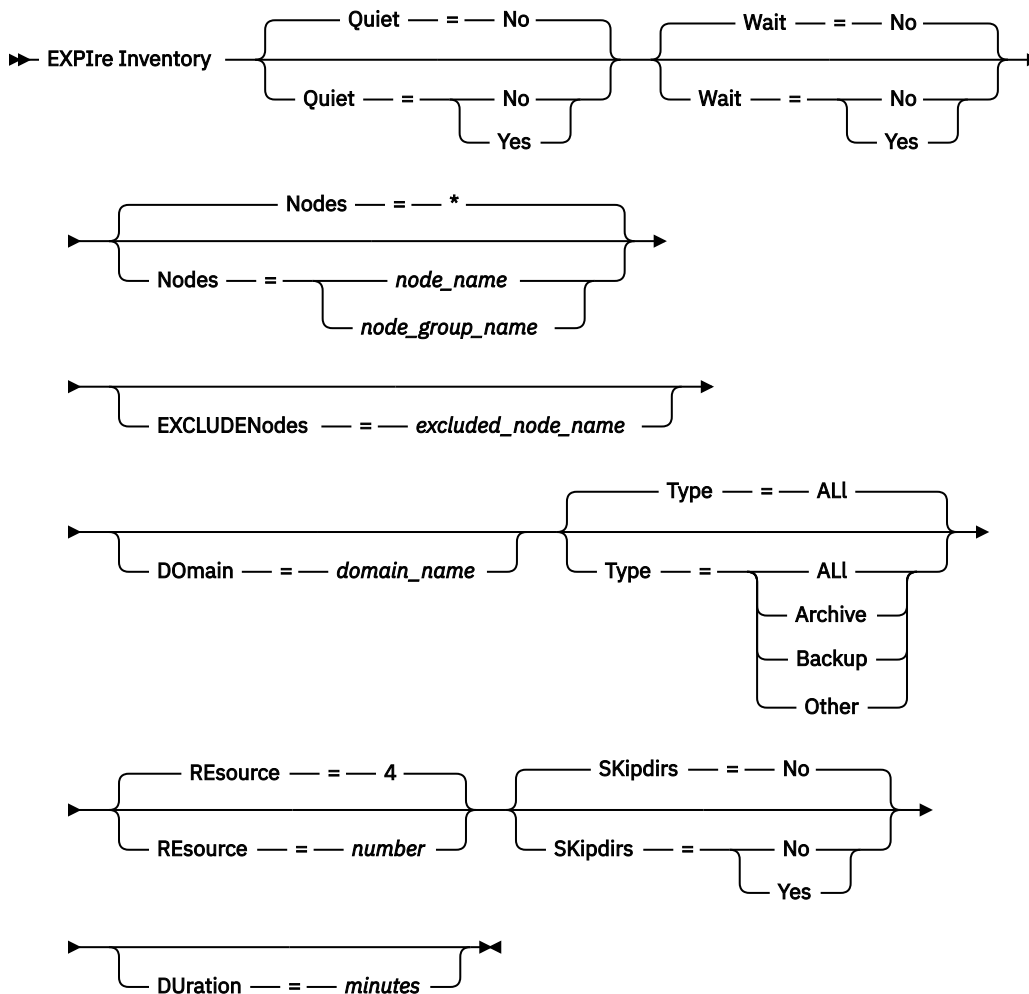 Quiet = No Wait = No
EXPIre Inventory
Quiet = No Wait = No
Yes Yes
Nodes = *
Nodes = node_name
node_group_name
EXCLUDENodes = excluded_node_name
Type = ALl
DOmain = domain_name Type = ALl
Archive
Backup
Other
REsource = 4 SKipdirs = No
REsource = number SKipdirs = No
Yes
DUration = minutes